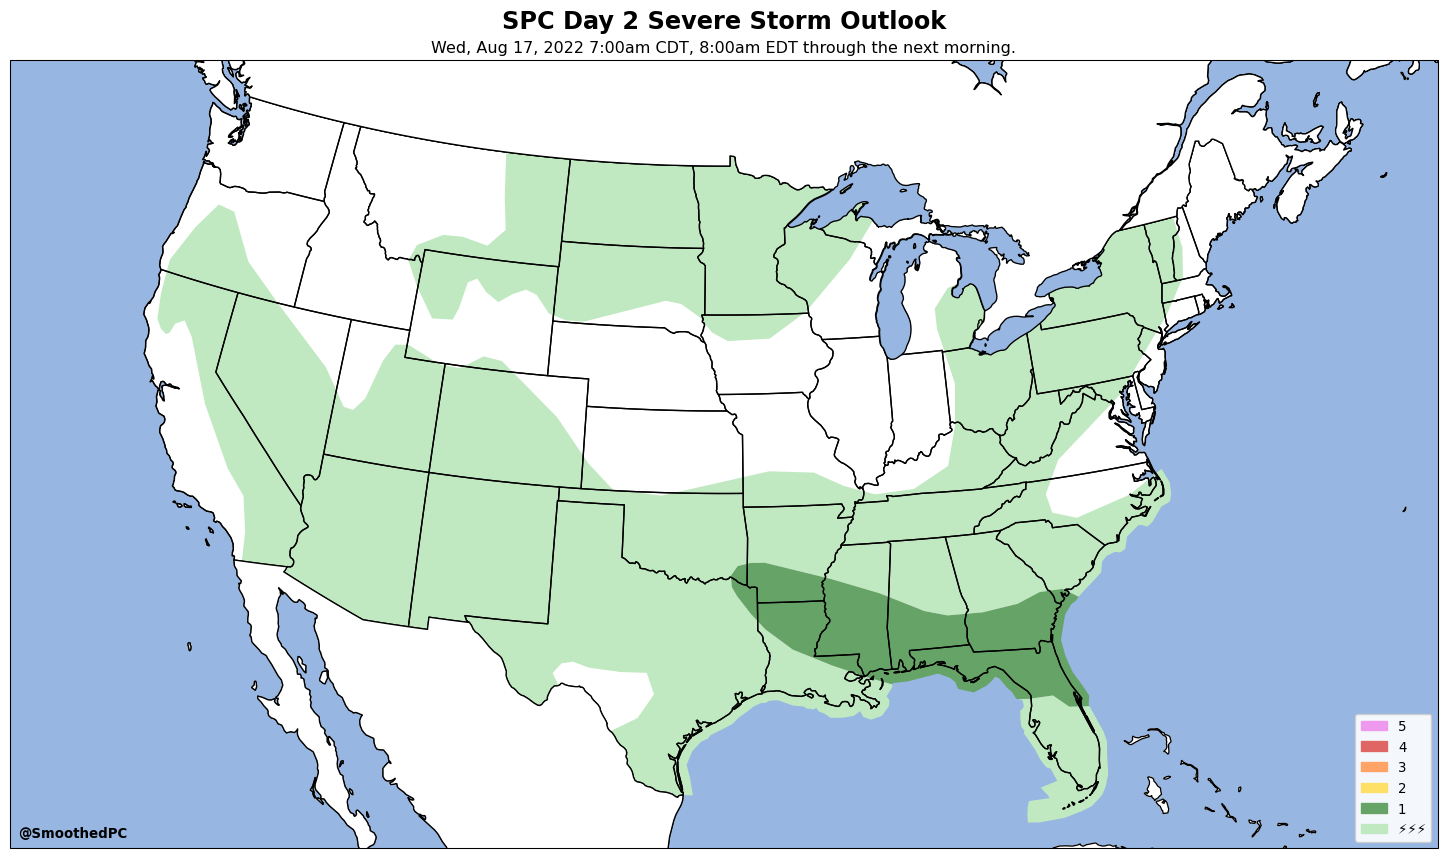 SPC Day 2 Severe Storm Outlook
Wed, Aug 17, 2022 7:00am CDT, 8:00am EDT through the next morning.
5
4
3
2
1
⚡⚡⚡
@SmoothedPC